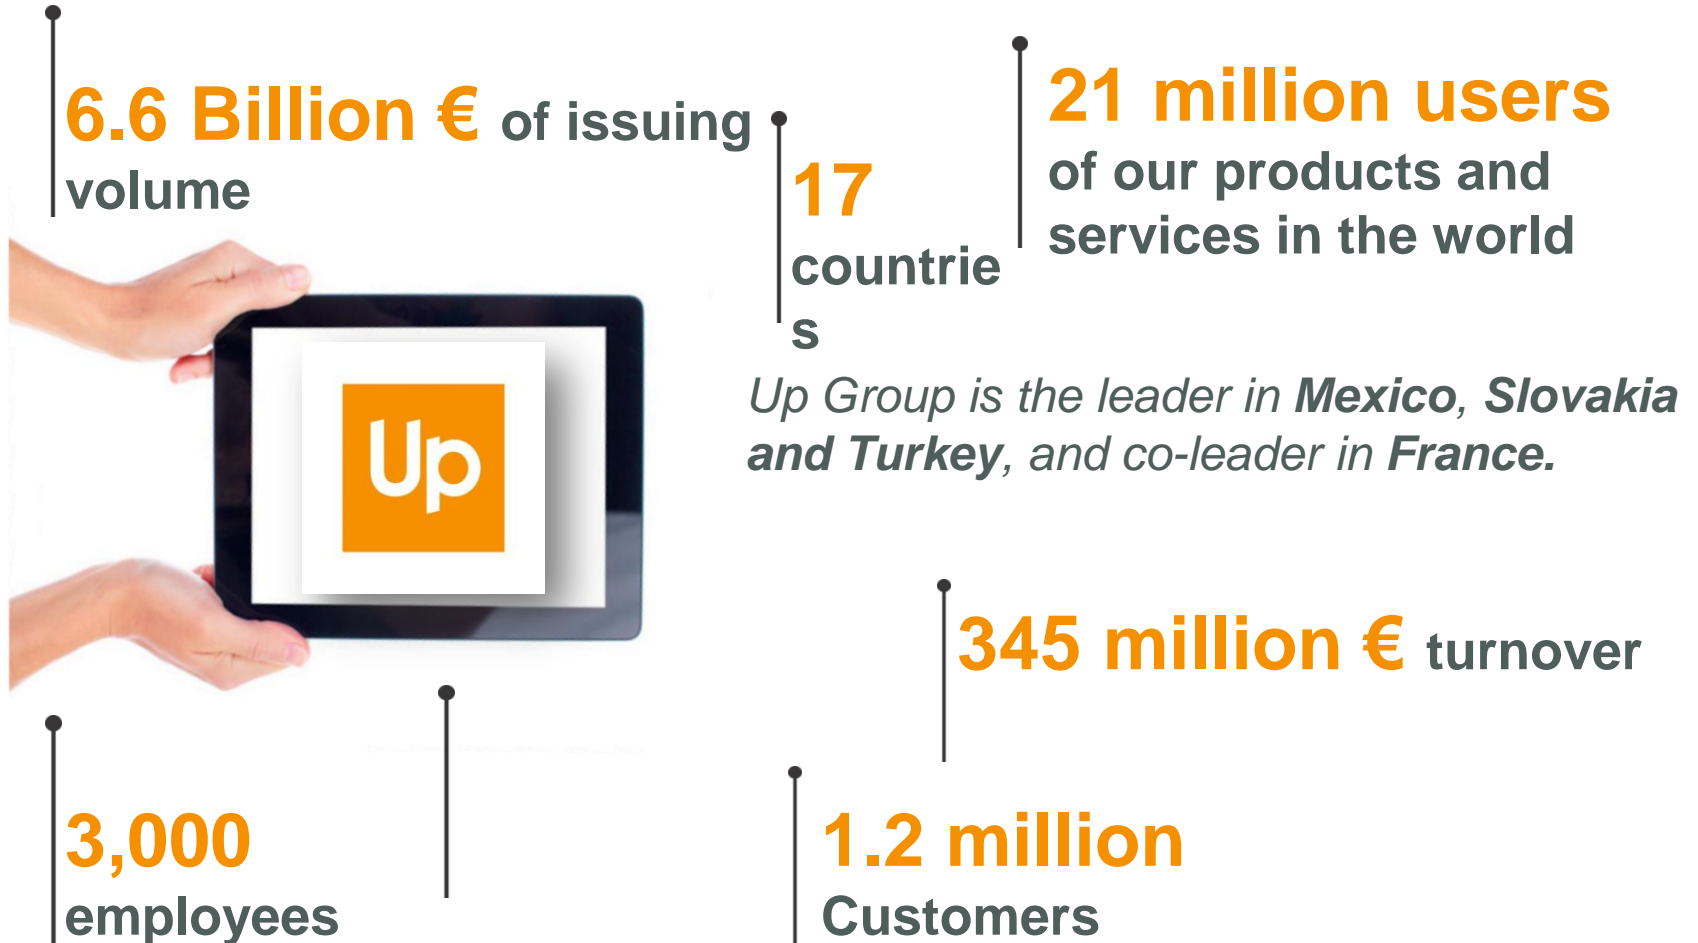 6.6 Billion € of issuing
volume
17
countrie
s
21 million users
of our products and
services in the world
Up
Up Group is the leader in Mexico, Slovakia
and Turkey, and co-leader in France.
345 million € turnover
3,000
employees
1.2 million
Customers